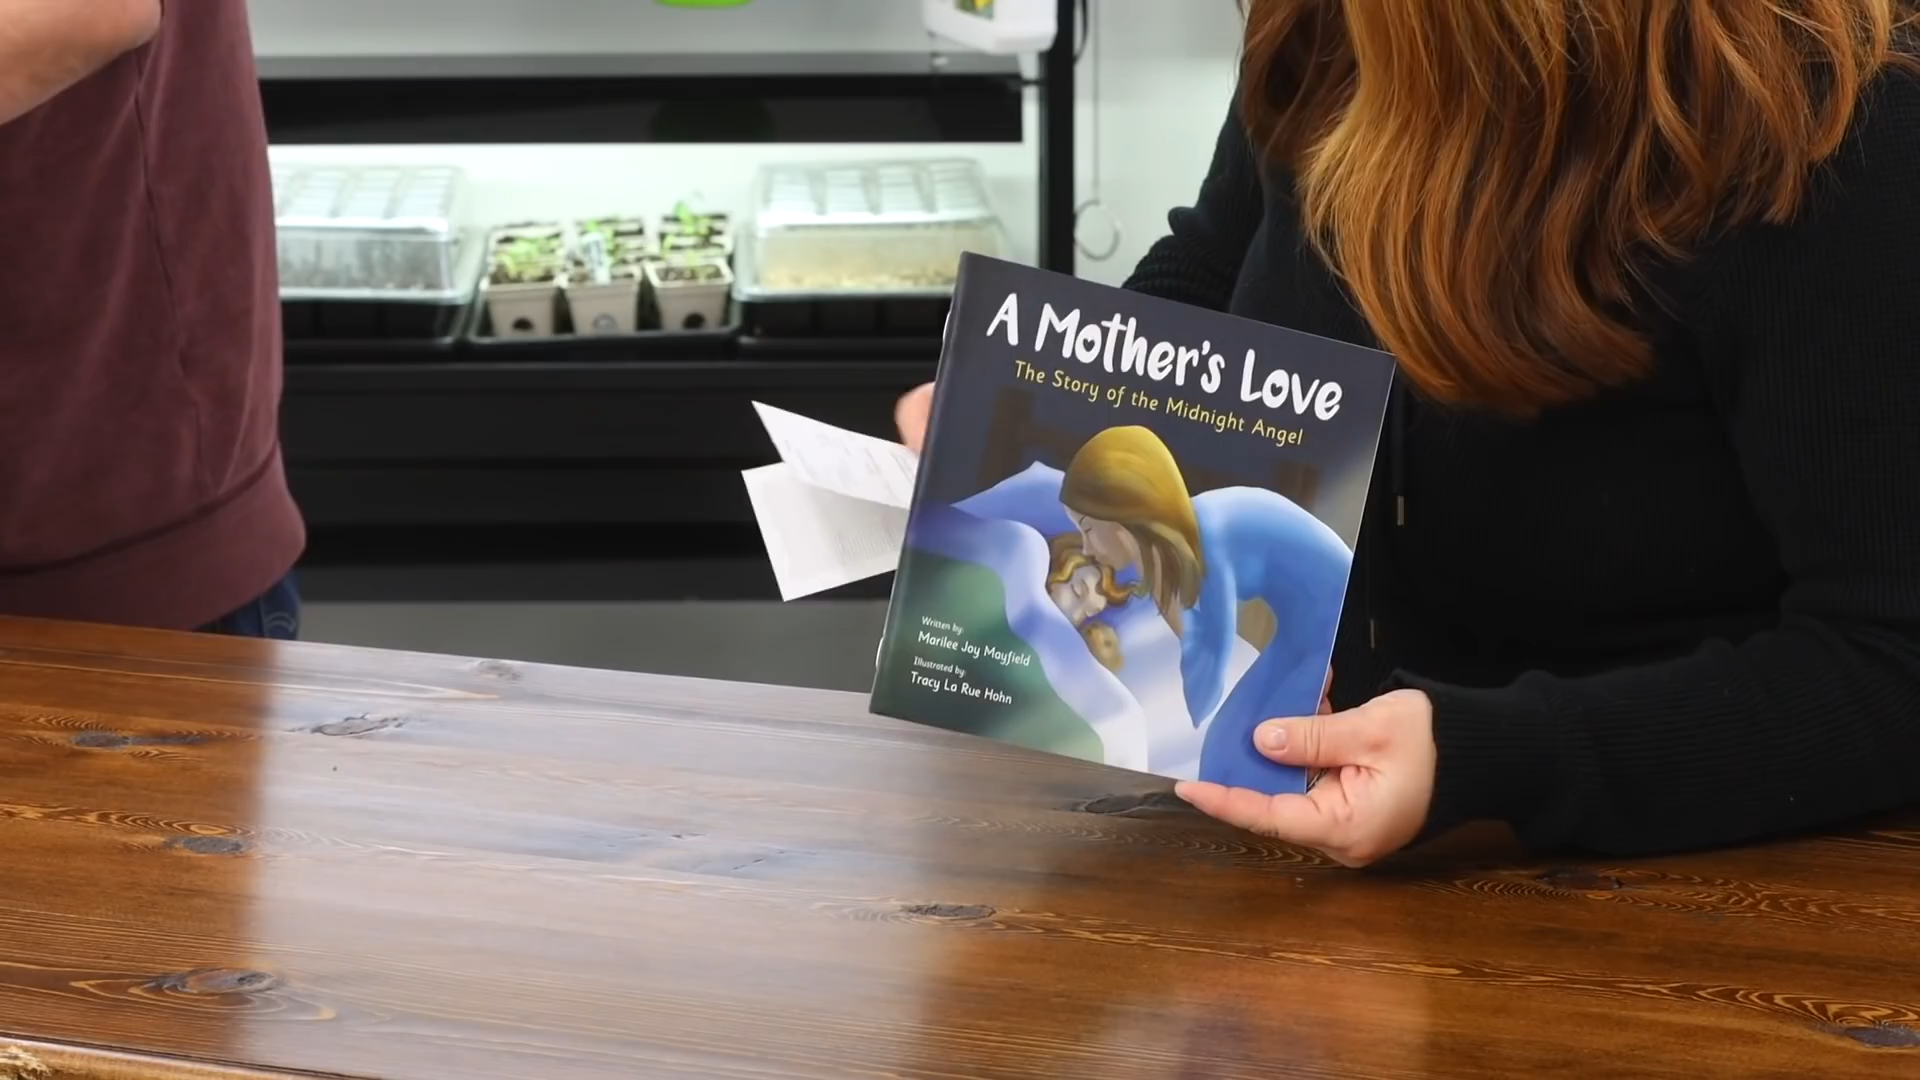 A Mother's Love
The Story of the Midnight Angel
Written by:
Marilee Joy Mayfield
Illustrated by:
Tracy La Rue Hohn